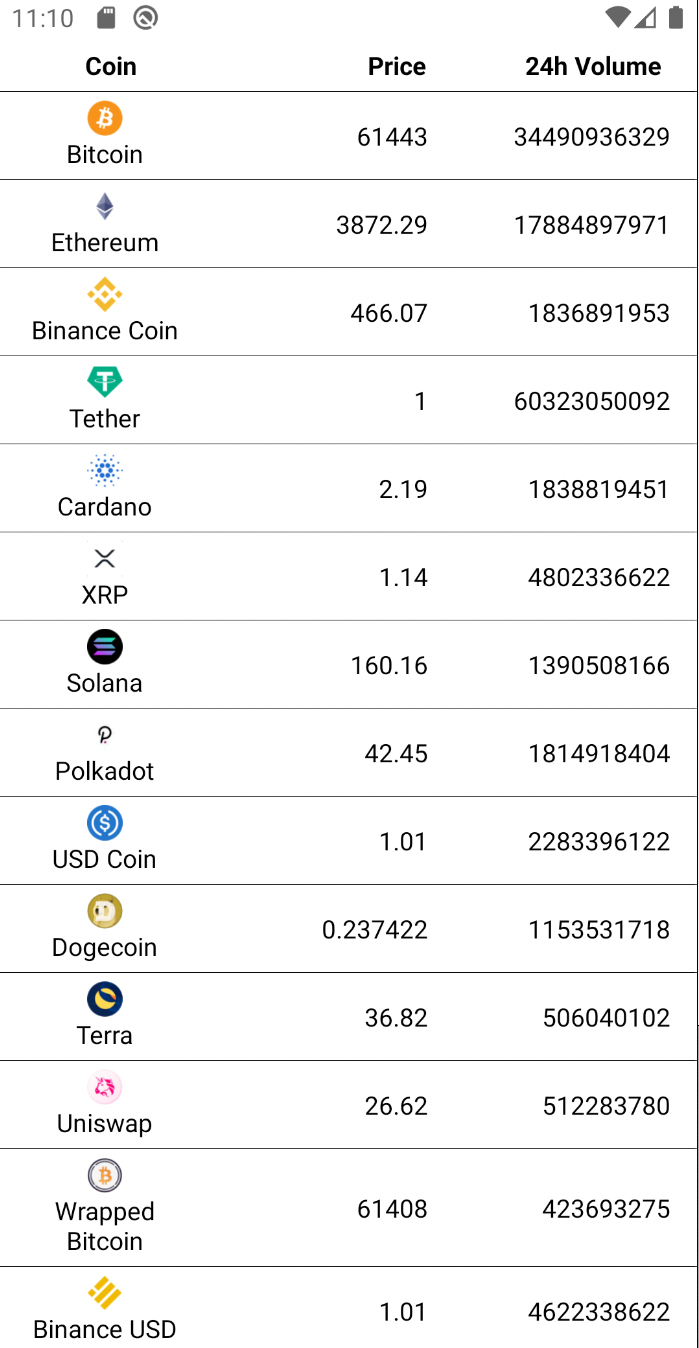 11:10
Coin Price 24h Volume
Bitcoin 61443 34490936329
Ethereum 3872.29 17884897971
Binance Coin 466.07 1836891953
Tether 1 60323050092
Cardano 2.19 1838819451
XRP 1.14 4802336622
Solana 160.16 1390508166
Polkadot 42.45 1814918404
USD Coin 1.01 2283396122
Dogecoin 0.237422 1153531718
Terra 36.82 506040102
Uniswap 26.62 512283780
Wrapped
Bitcoin 61408 423693275
Binance USD 1.01 4622338622